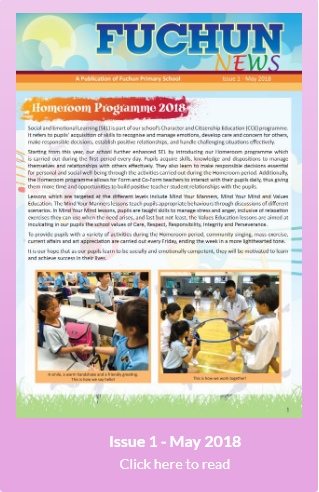 FUCHUN
NEWS
A Publication of Fuchun Primary School
Issue 1 - May 2018
Homeroom Programme 2018
Social and Emotional Learning (SEL) is part of our school's Character and Citizenship Education (CCE) programme.
It refers to pupils' acquisition of skills to recognise and manage emotions, develop care and concern for others,
make responsible decisions, establish positive relationships, and handle challenging situations effectively.
Starting from this year, our school further enhanced SEL by introducing our Homeroom programme which
is carried out during the first period every day. Pupils acquire skills, knowledge and dispositions to manage
themselves and relationships with others effectively. They also learn to make responsible decisions essential
for personal and social well being through the activities carried out during the Homeroom period. Additionally,
the Homeroom programme allows for Form and Co-Form teachers to interact with their pupils daily, thus giving
them more time and opportunities to build positive teacher-student relationships with the pupils.
Lessons which are targeted at the different levels include Mind Your Manners, Mind Your Mind and Values
Education. The Mind Your Manners lessons teach pupils appropriate behaviours through discussions of different
scenarios. In Mind Your Mind lessons, pupils are taught skills to manage stress and anger, inclusive of relaxation
exercises they can use when the need arises, and last but not least, the Values Education lessons are aimed at
inculcating in our pupils the school values of Care, Respect, Responsibility, Integrity and Perseverance.
To provide pupils with a variety of activities during the Homeroom period, community singing, mass exercise,
current affairs and art appreciation are carried out every Friday, ending the week in a more lighthearted tone.
It is our hope that as our pupils learn to be socially and emotionally competent, they will be motivated to learn
and achieve success in their lives.
A smile, a warm handshake and a friendly greeting.
This is how we say hello!
This is how we work together!
1
Issue 1 - May 2018
Click here to read